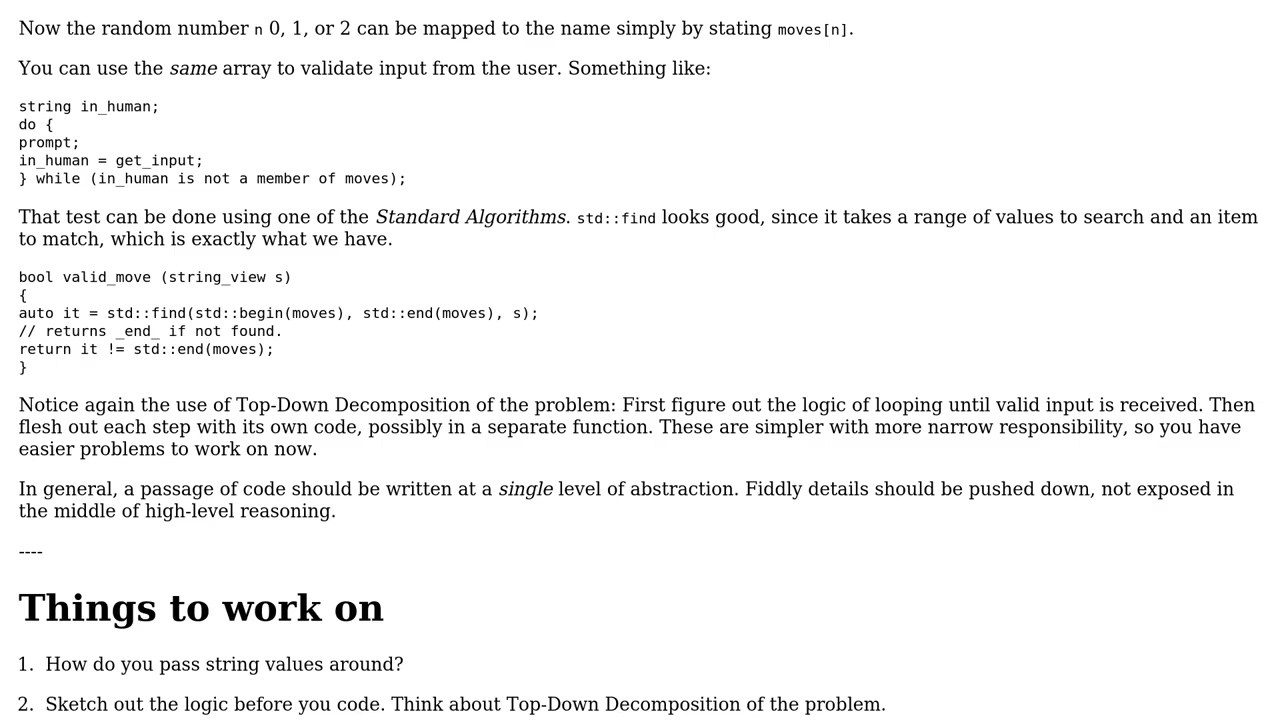 Now the random number n 0, 1, or 2 can be mapped to the name simply by stating moves[n].
You can use the same array to validate input from the user. Something like:
string in_human;
do {
prompt;
in_human = get_input;
} while (in_human is not a member of moves);
That test can be done using one of the Standard Algorithms. std::find looks good, since it takes a range of values to search and an item
to match, which is exactly what we have.
bool valid_move (string_view s)
{
auto it = std::find(std::begin(moves), std::end(moves), s);
// returns _end_ if not found.
return it != std::end(moves);
}
Notice again the use of Top-Down Decomposition of the problem: First figure out the logic of looping until valid input is received. Then
flesh out each step with its own code, possibly in a separate function. These are simpler with more narrow responsibility, so you have
easier problems to work on now.
In general, a passage of code should be written at a single level of abstraction. Fiddly details should be pushed down, not exposed in
the middle of high-level reasoning.
----
Things to work on
1. How do you pass string values around?
2. Sketch out the logic before you code. Think about Top-Down Decomposition of the problem.